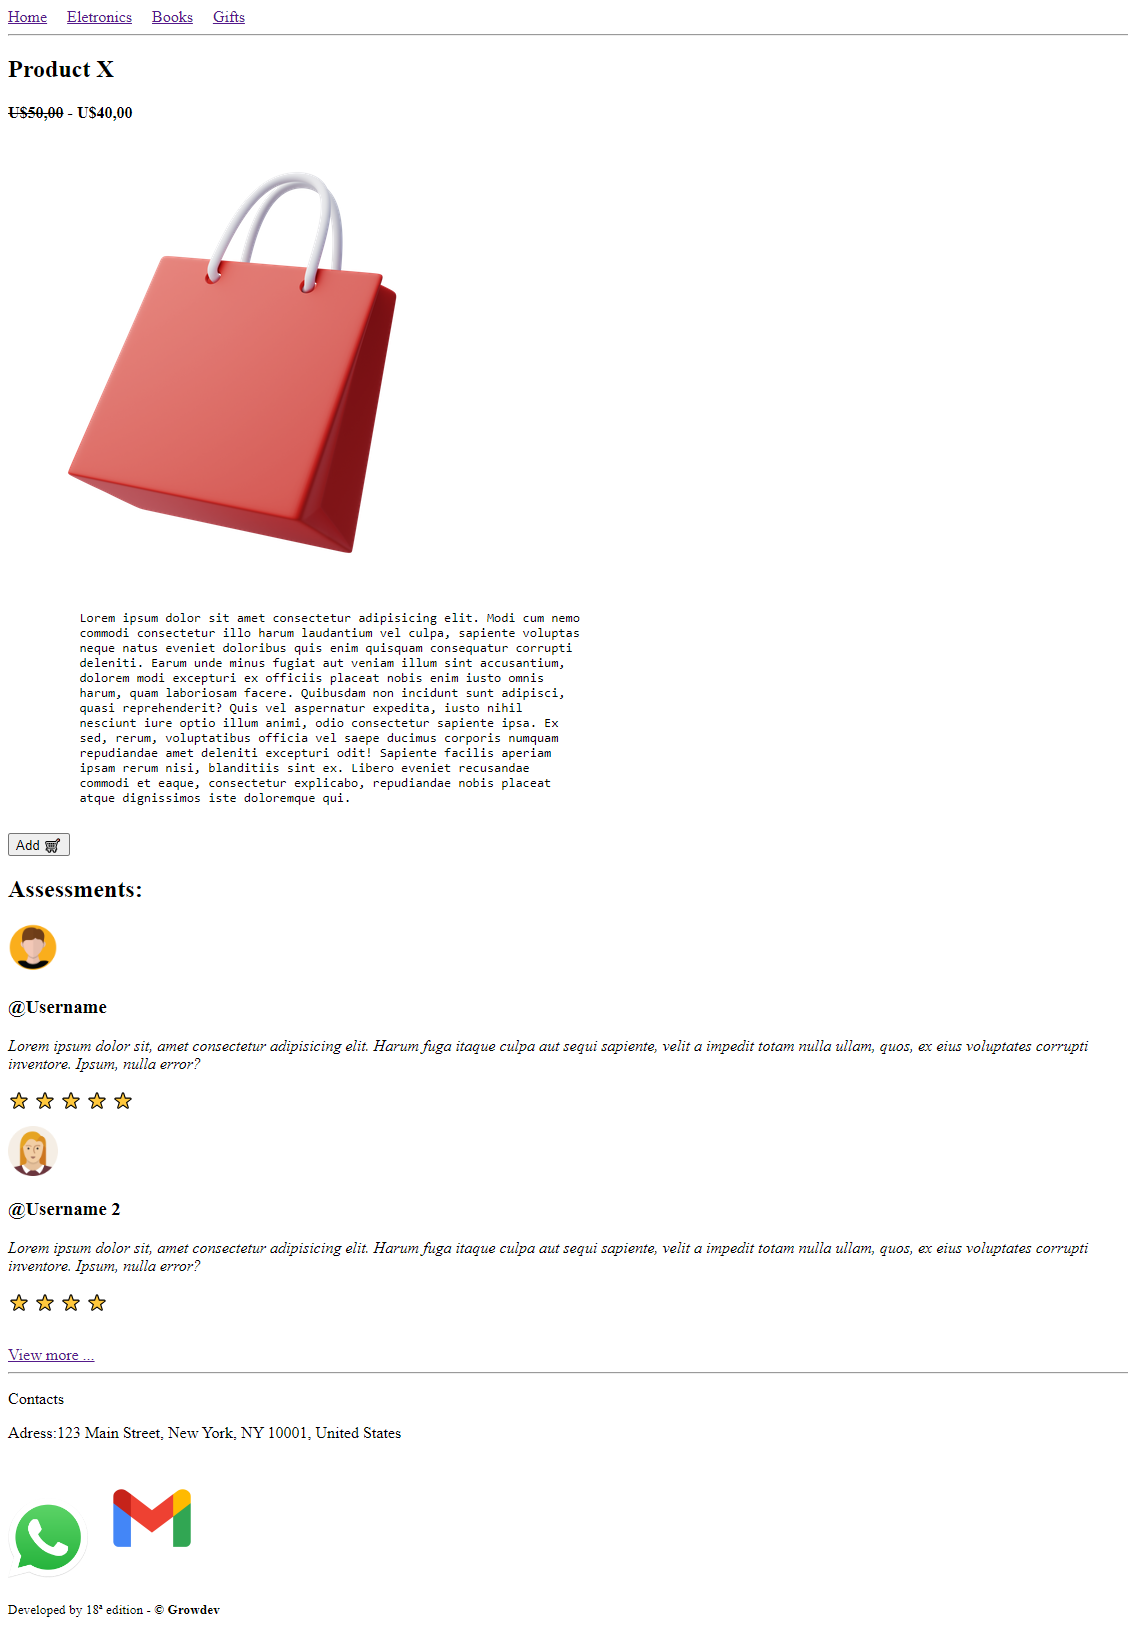 Home Eletronics Books Gifts
Product X
U$50,00 - U$40,00
Lorem ipsum dolor sit amet consectetur adipisicing elit. Modi cum nemo
commodi consectetur illo harum laudantium vel culpa, sapiente voluptas
neque natus eveniet doloribus quis enim quisquam consequatur corrupti
deleniti. Earum unde minus fugiat aut veniam illum sint accusantium,
dolorem modi excepturi ex officiis placeat nobis enim iusto omnis
harum, quam laboriosam facere. Quibusdam non incidunt sunt adipisci,
quasi reprehenderit? Quis vel aspernatur expedita, iusto nihil
nesciunt iure optio illum animi, odio consectetur sapiente ipsa. Ex
sed, rerum, voluptatibus officia vel saepe ducimus corporis numquam
repudiandae amet deleniti excepturi odit! Sapiente facilis aperiam
ipsam rerum nisi, blanditiis sint ex. Libero eveniet recusandae
commodi et eaque, consectetur explicabo, repudiandae nobis placeat
atque dignissimos iste doloremque qui.
Add
Assessments:
@Username
Lorem ipsum dolor sit, amet consectetur adipisicing elit. Harum fuga itaque culpa aut sequi sapiente, velit a impedit totam nulla ullam, quos, ex eius voluptates corrupti
inventore. Ipsum, nulla error?
@Username 2
Lorem ipsum dolor sit, amet consectetur adipisicing elit. Harum fuga itaque culpa aut sequi sapiente, velit a impedit totam nulla ullam, quos, ex eius voluptates corrupti
inventore. Ipsum, nulla error?
View more ...
Contacts
Adress:123 Main Street, New York, NY 10001, United States
Developed by 18ª edition - © Growdev